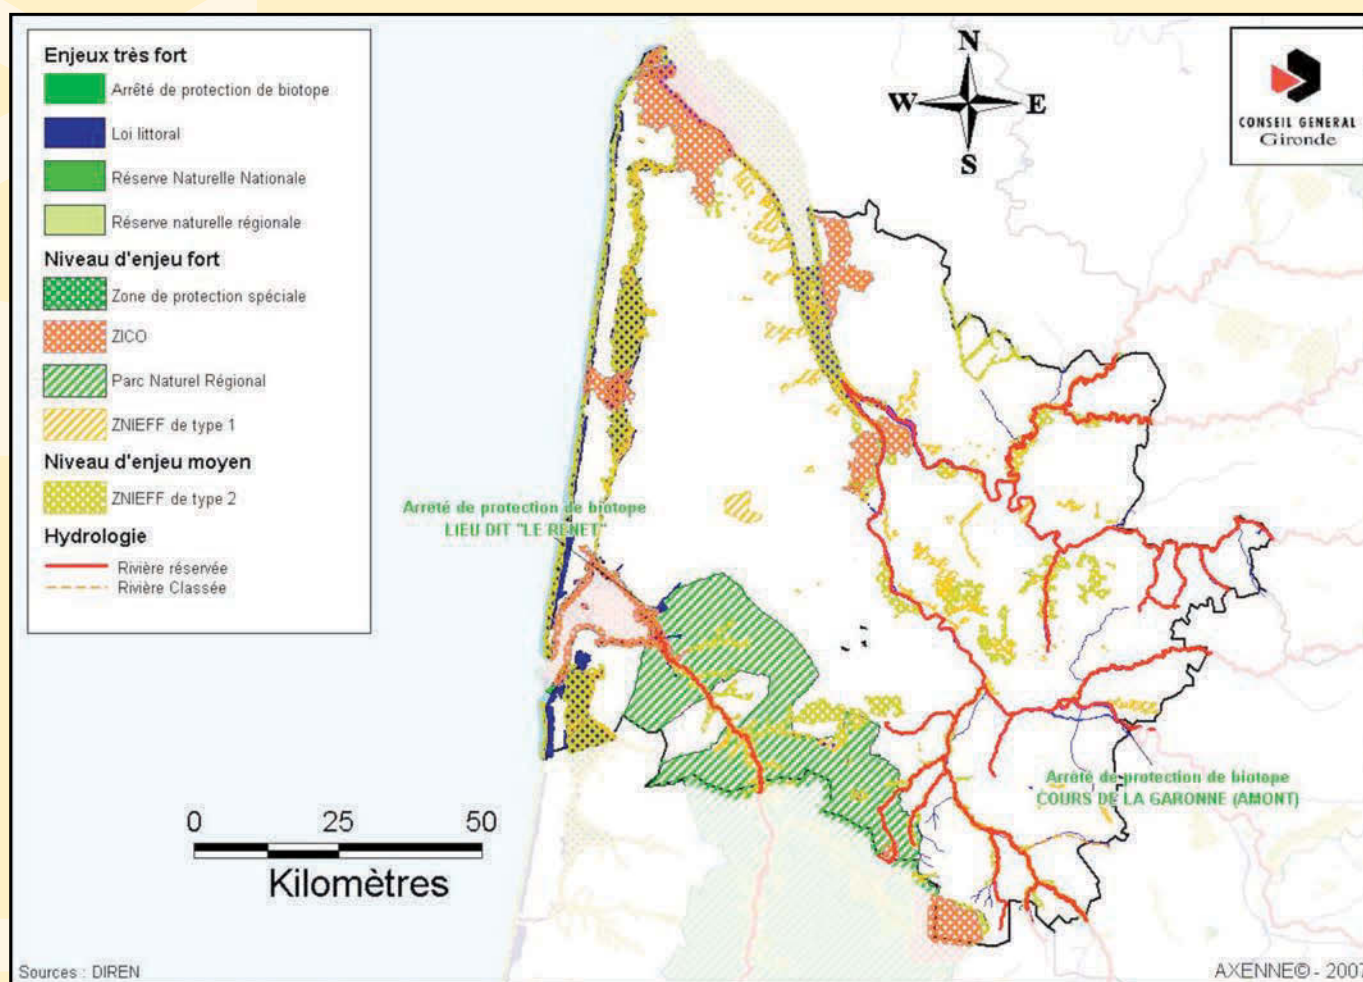 Enjeux très fort
Arrêté de protection de biotope
Loi littoral
Réserve Naturelle Nationale
Réserve naturelle régionale
Niveau d'enjeu fort
Zone de protection spéciale
ZICO
Parc Naturel Régional
ZNIEFF de type 1
Niveau d'enjeu moyen
ZNIEFF de type 2
Hydrologie
Rivière réservée
Rivière Classée
N
W E
S
CONSEIL GENERAL
Gironde
Arrêté de protection de biotope
LIEU DIT "LE RENET"
Arrêté de protection de biotope
COURS DE LA GARONNE (AMONT)
0 25 50
Kilomètres
Sources : DIREN
AXENNE© - 2007